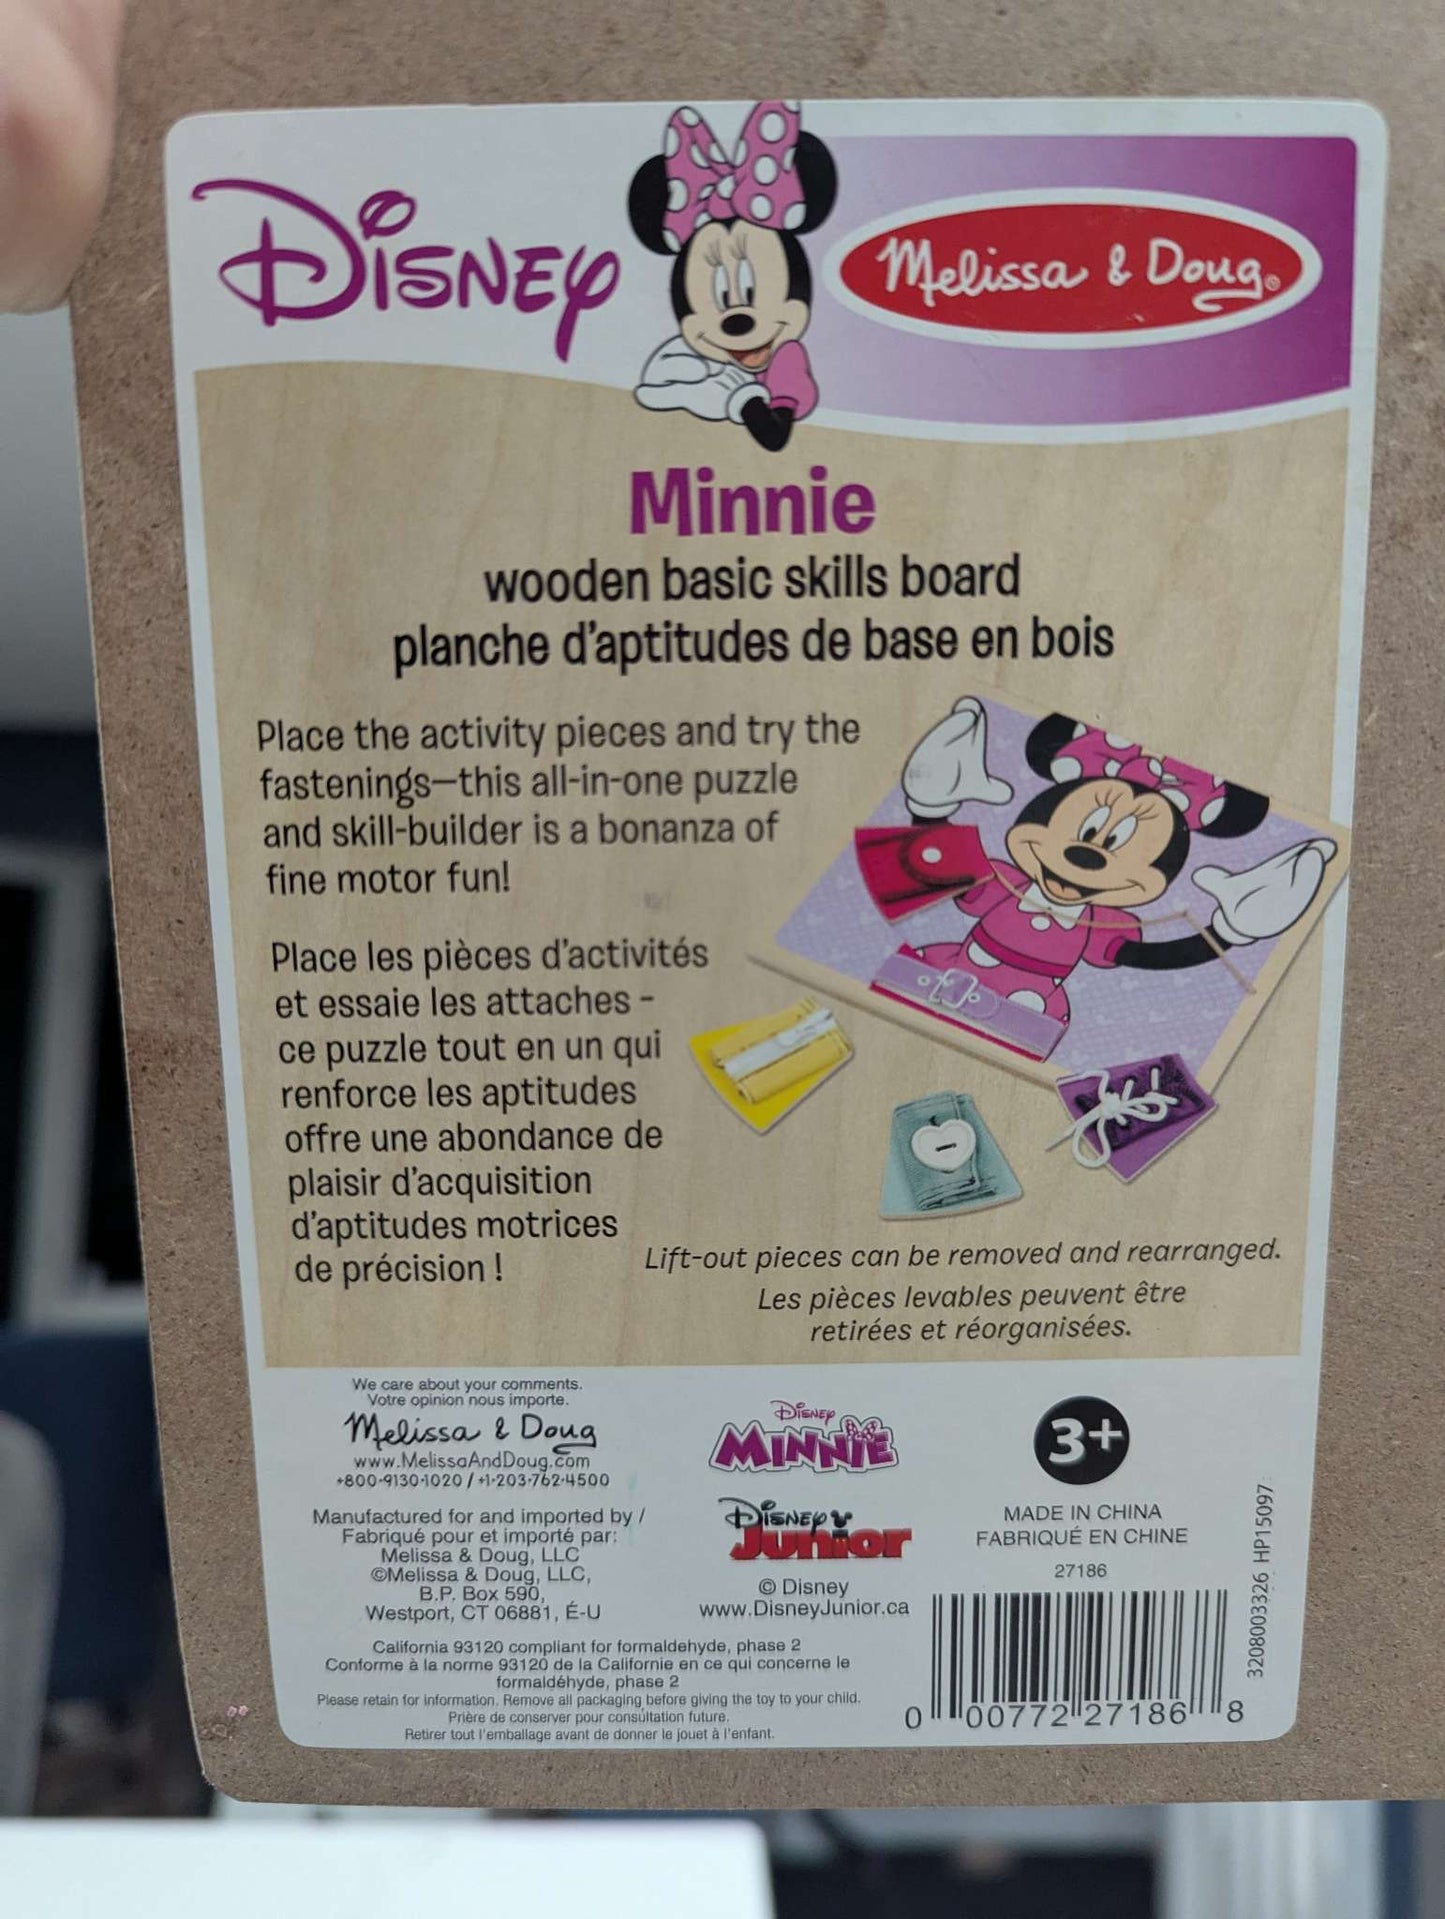 Disney
Melissa & Doug®
Minnie
wooden basic skills board
planche d'aptitudes de base en bois
Place the activity pieces and try the
fastenings—this all-in-one puzzle
and skill-builder is a bonanza of
fine motor fun!
Place les pièces d'activités
et essaie les attaches -
ce puzzle tout en un qui
renforce les aptitudes
offre une abondance de
plaisir d'acquisition
d'aptitudes motrices
de précision !
Lift-out pieces can be removed and rearranged.
Les pièces levables peuvent être
retirées et réorganisées.
We care about your comments.
Votre opinion nous importe.
Melissa & Doug
www.MelissaAndDoug.com
+800-9130-1020 / +1-203-762-4500
Manufactured for and imported by /
Fabriqué pour et importé par:
Melissa & Doug, LLC
©Melissa & Doug, LLC,
B.P. Box 590,
Westport, CT 06881, É-U
Disney
MINNIE
Disney
Junior
© Disney
www.DisneyJunior.ca
3+
MADE IN CHINA
FABRIQUÉ EN CHINE
27186
California 93120 compliant for formaldehyde, phase 2
Conforme à la norme 93120 de la Californie en ce qui concerne le
formaldéhyde, phase 2
Please retain for information. Remove all packaging before giving the toy to your child.
Prière de conserver pour consultation future.
Retirer tout l'emballage avant de donner le jouet à l'enfant.
0 00772 27186 8
3208003326 HP15097